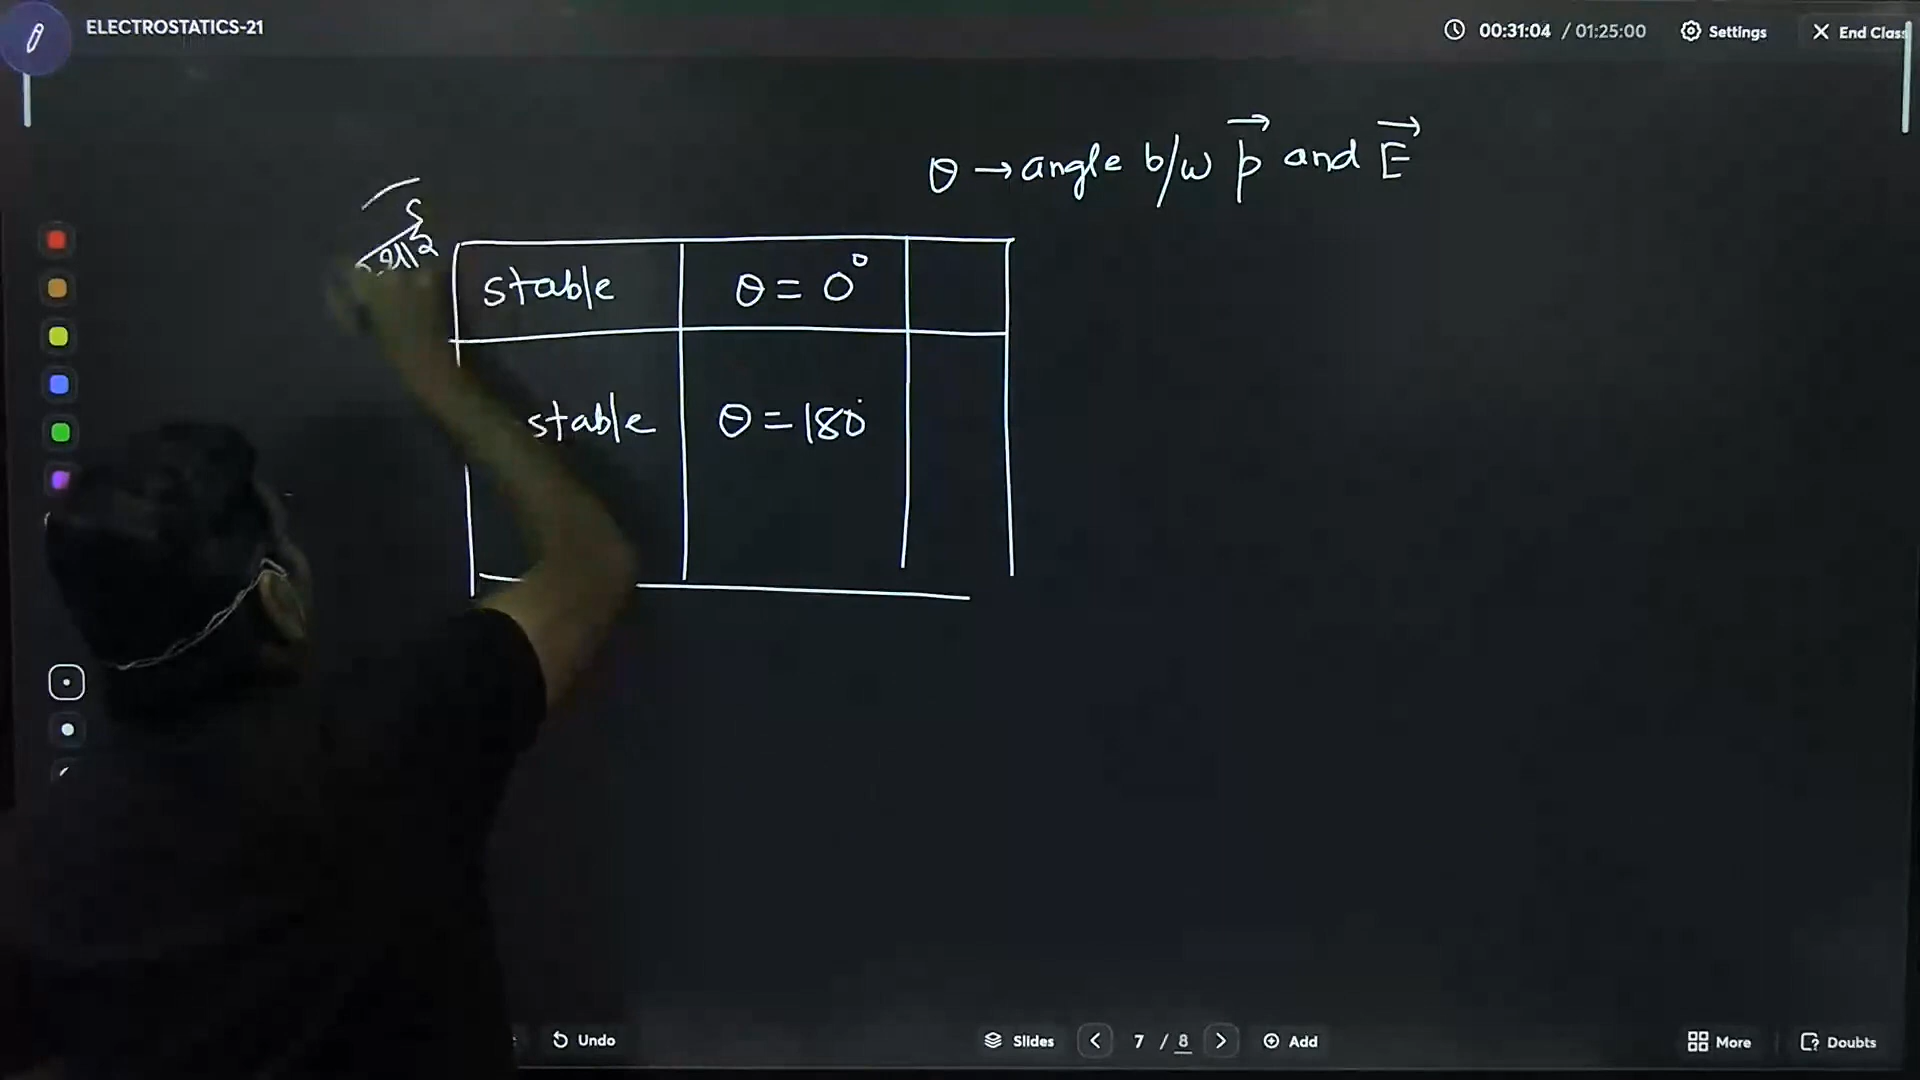 ELECTROSTATICS-21
00:31:04 / 01:25:00
Settings
End Class
θ → angle b/w p⃗ and E⃗
stable θ = 0°
stable θ = 180°
Undo
Slides
7 / 8
Add
More
Doubts